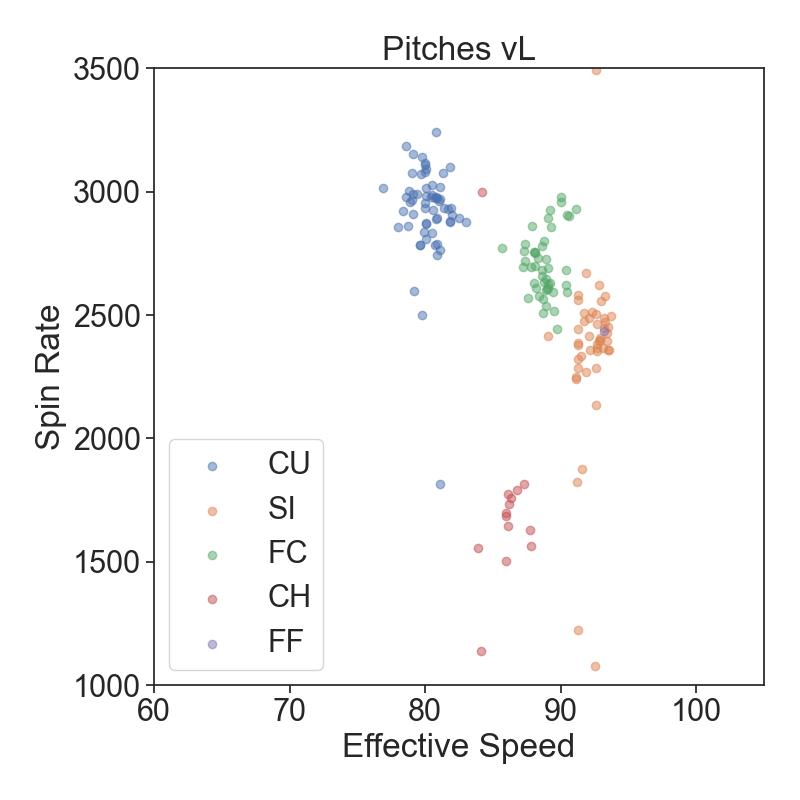 Pitches vL
3500
3000
2500
2000
1500
1000
Spin Rate
CU
SI
FC
CH
FF
60 70 80 90 100
Effective Speed